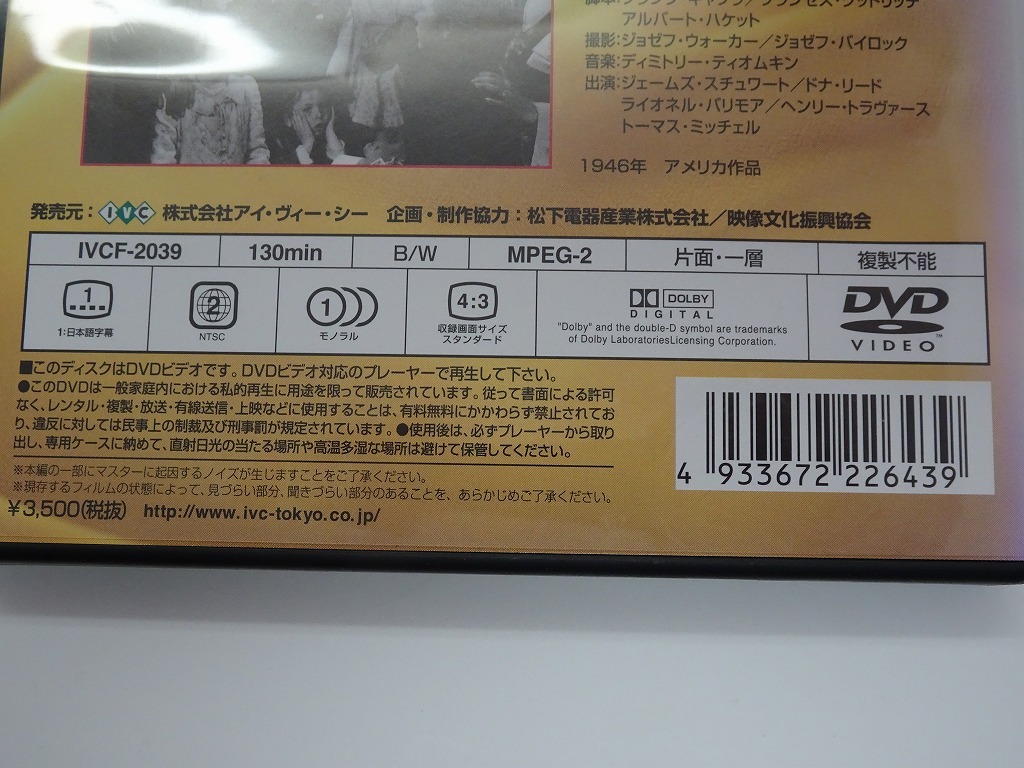 アルバート・ハケット
撮影:ジョゼフ・ウォーカー/ジョゼフ・バイロック
音楽:ディミトリー・ティオムキン
出演:ジェームズ・スチュワート/ドナ・リード
ライオネル・バリモア/ヘンリー・トラヴァース
トーマス・ミッチェル
1946年 アメリカ作品
発売元: IVC 株式会社アイ・ヴィー・シー 企画・制作協力:松下電器産業株式会社/映像文化振興協会
IVCF-2039 130min B/W MPEG-2 片面・一層 複製不能
1 2 1 4:3 DOLBY DVD
DIGITAL
1:日本語字幕 NTSC モノラル 収録画面サイズ "Dolby" and the double-D symbol are trademarks VIDEO
スタンダード of Dolby LaboratoriesLicensing Corporation.
■このディスクはDVDビデオです。DVDビデオ対応のプレーヤーで再生して下さい。
●このDVDは一般家庭内における私的再生に用途を限って販売されています。従って書面による許可
なく、レンタル・複製・放送・有線送信・上映などに使用することは、有料無料にかかわらず禁止されてお
り、違反に対しては民事上の制裁及び刑事罰が規定されています。●使用後は、必ずプレーヤーから取り
出し、専用ケースに納めて、直射日光の当たる場所や高温多湿な場所は避けて保管してください。
※本編の一部にマスターに起因するノイズが生じますことをご了承ください。
※現存するフィルムの状態によって、見づらい部分、聞きづらい部分のあることを、あらかじめご了承ください。
¥3,500(税抜) http://www.ivc-tokyo.co.jp/
4 933672 226439